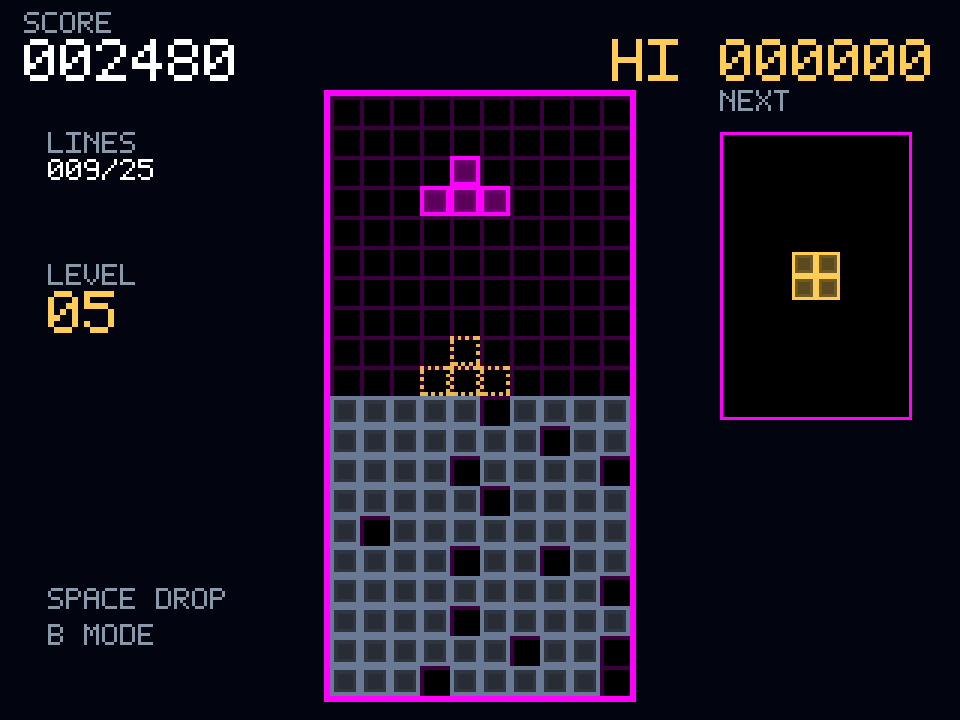 SCORE
002480
HI 000000
NEXT
LINES
009/25
LEVEL
05
SPACE DROP
B MODE